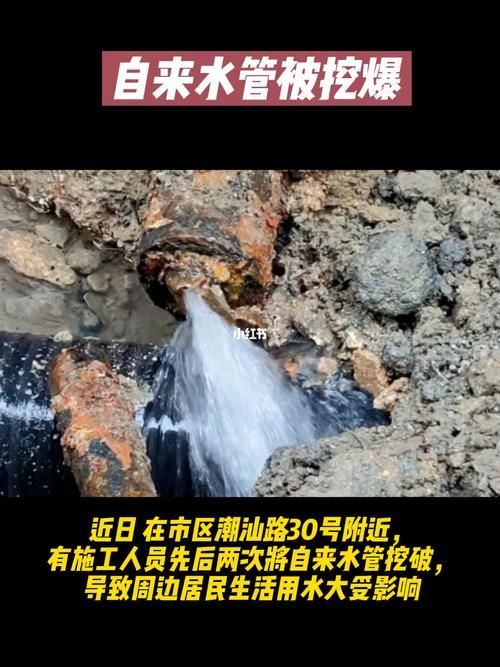 自来水管被挖爆
小红书
近日 在市区潮汕路30号附近，
有施工人员先后两次將自来水管挖破，
导致周边居民生活用水大受影响